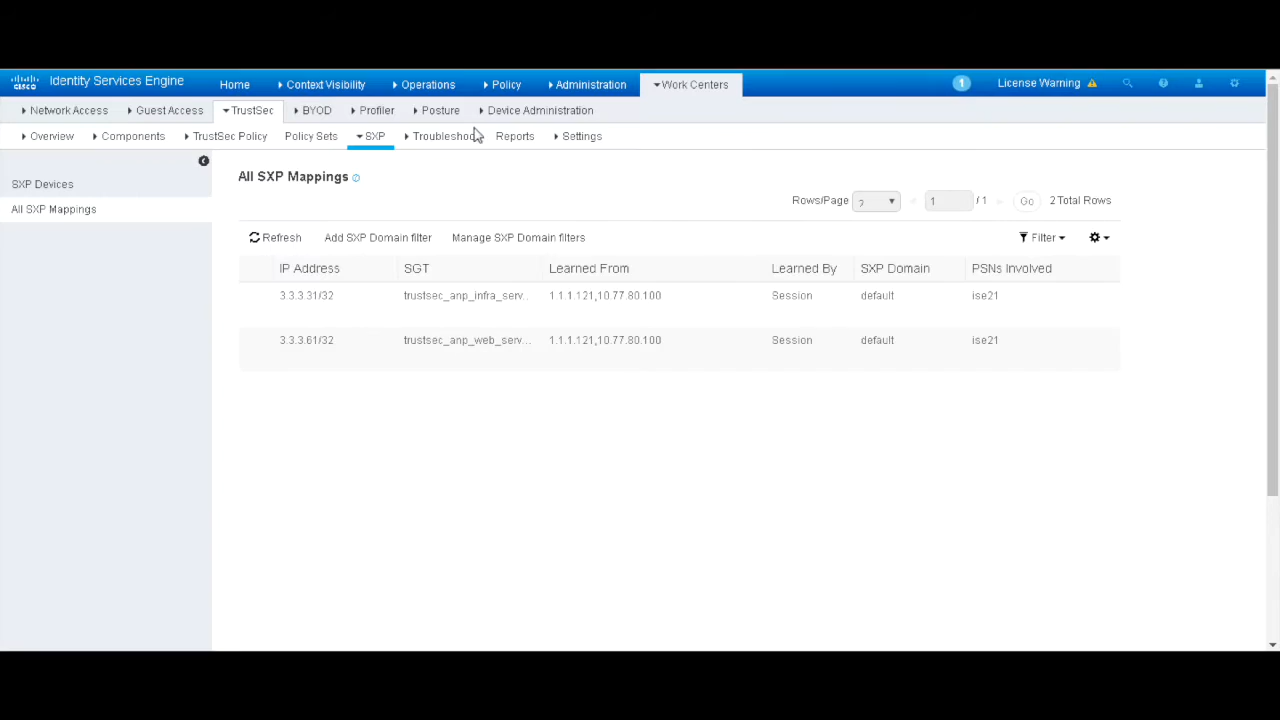 CISCO Identity Services Engine Home Context Visibility Operations Policy Administration Work Centers 1 License Warning
Network Access Guest Access TrustSec BYOD Profiler Posture Device Administration
Overview Components TrustSec Policy Policy Sets SXP Troubleshoot Reports Settings
SXP Devices
All SXP Mappings
All SXP Mappings
Rows/Page 1 / 1 Go 2 Total Rows
Refresh Add SXP Domain filter Manage SXP Domain filters Filter
IP Address SGT Learned From Learned By SXP Domain PSNs Involved
3.3.3.31/32 trustsec_anp_infra_serv... 1.1.1.121,10.77.80.100 Session default ise21
3.3.3.61/32 trustsec_anp_web_serv... 1.1.1.121,10.77.80.100 Session default ise21